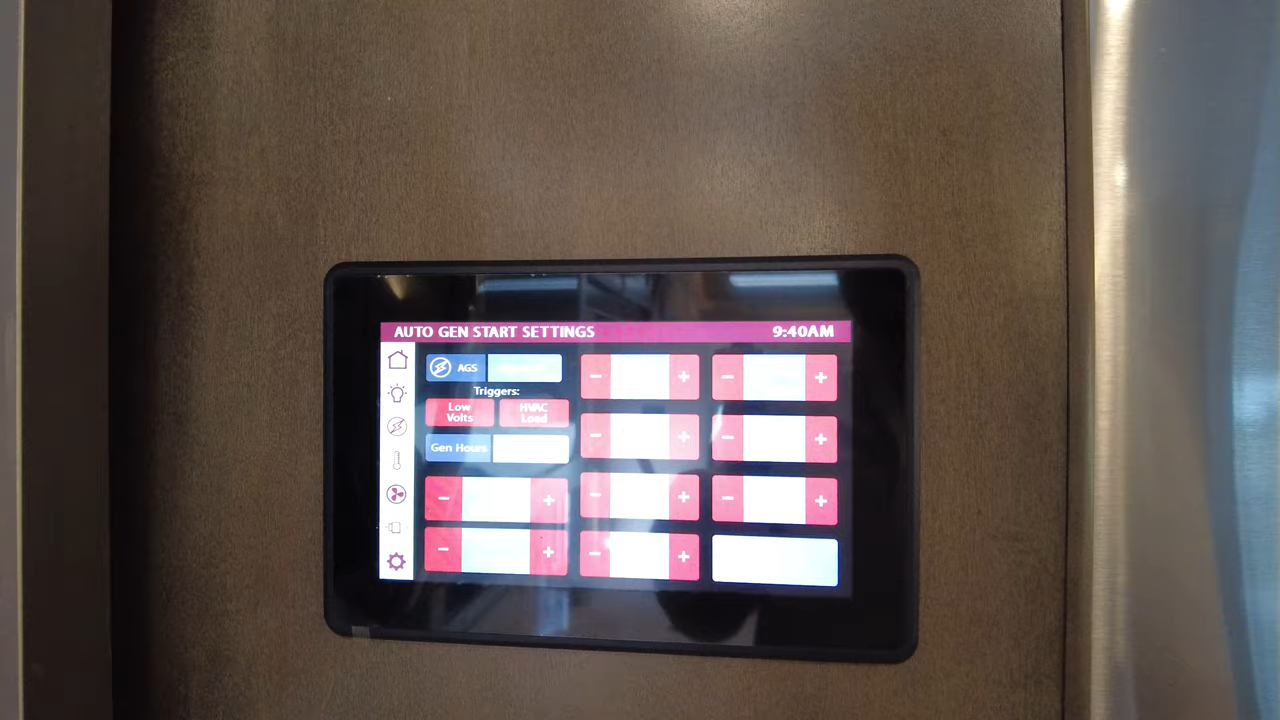 AUTO GEN START SETTINGS 9:40AM
AGS
Triggers:
Low
Volts
HVAC
Load
Gen Hours
− +
− +
− +
− +
− +
− +
− +
− +
− +